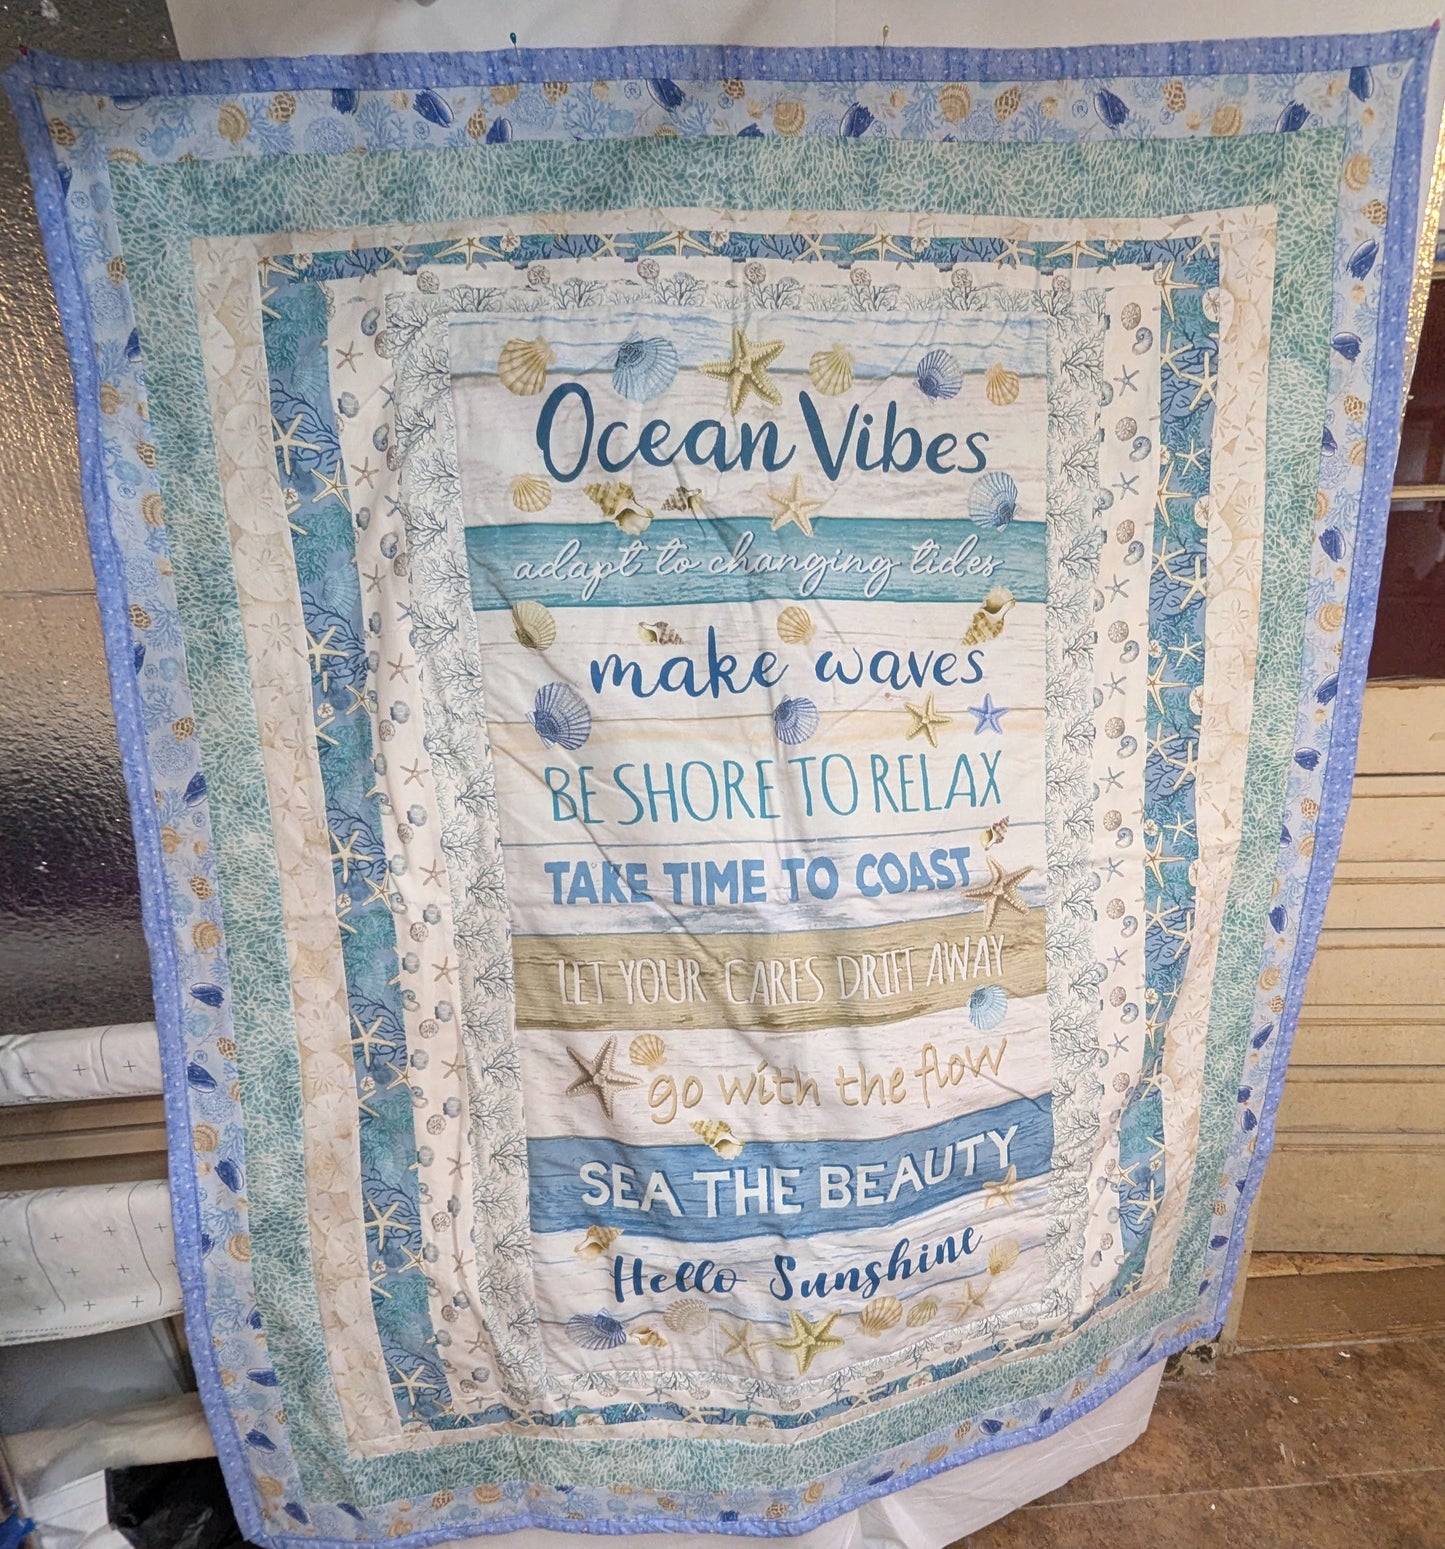 Ocean Vibes
adapt to changing tides
make waves
BE SHORE TO RELAX
TAKE TIME TO COAST
LET YOUR CARES DRIFT AWAY
go with the flow
SEA THE BEAUTY
Hello Sunshine